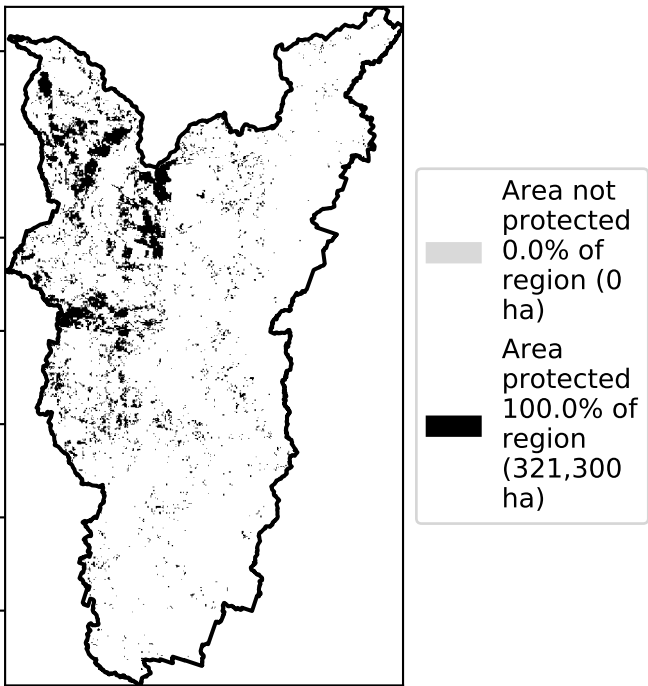 Area not
protected
0.0% of
region (0
ha)
Area
protected
100.0% of
region
(321,300
ha)